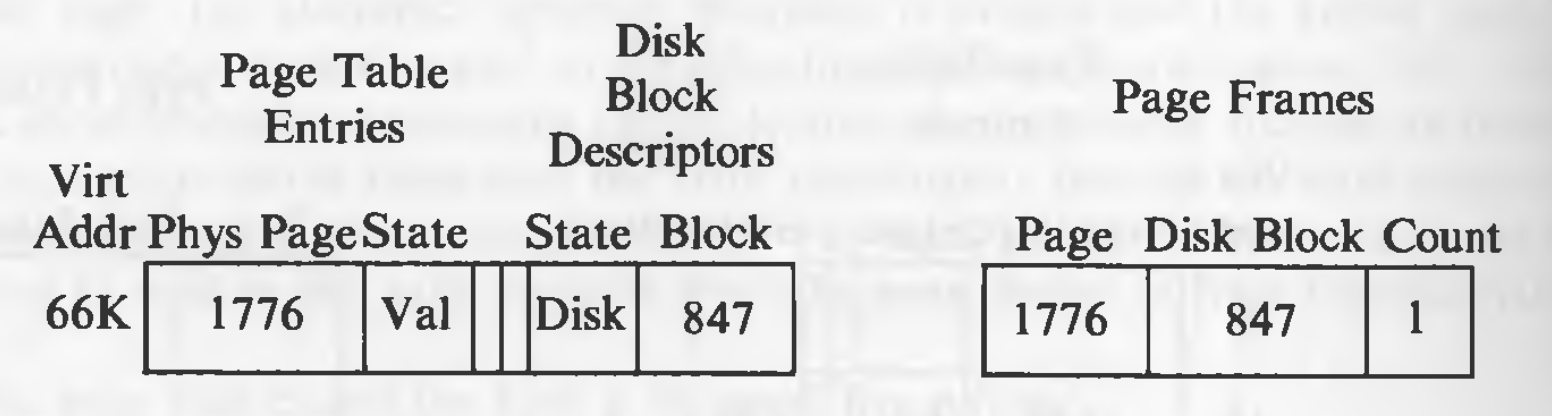 Page Table
Entries
Disk
Block
Descriptors
Page Frames
Virt
Addr Phys Page State State Block Page Disk Block Count
66K 1776 Val Disk 847 1776 847 1